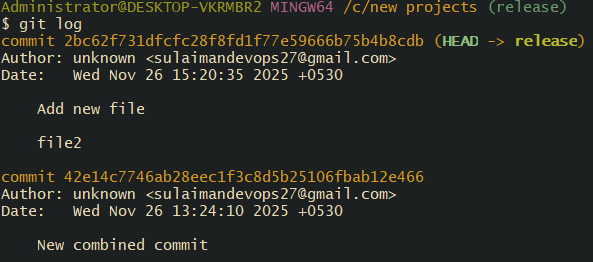 Administrator@DESKTOP-VKRMBR2 MINGW64 /c/new projects (release)
$ git log
commit 2bc62f731dfcfc28f8fd1f77e59666b75b4b8cdb (HEAD -> release)
Author: unknown <sulaimandevops27@gmail.com>
Date:   Wed Nov 26 15:20:35 2025 +0530

    Add new file

    file2

commit 42e14c7746ab28eec1f3c8d5b25106fbab12e466
Author: unknown <sulaimandevops27@gmail.com>
Date:   Wed Nov 26 13:24:10 2025 +0530

    New combined commit